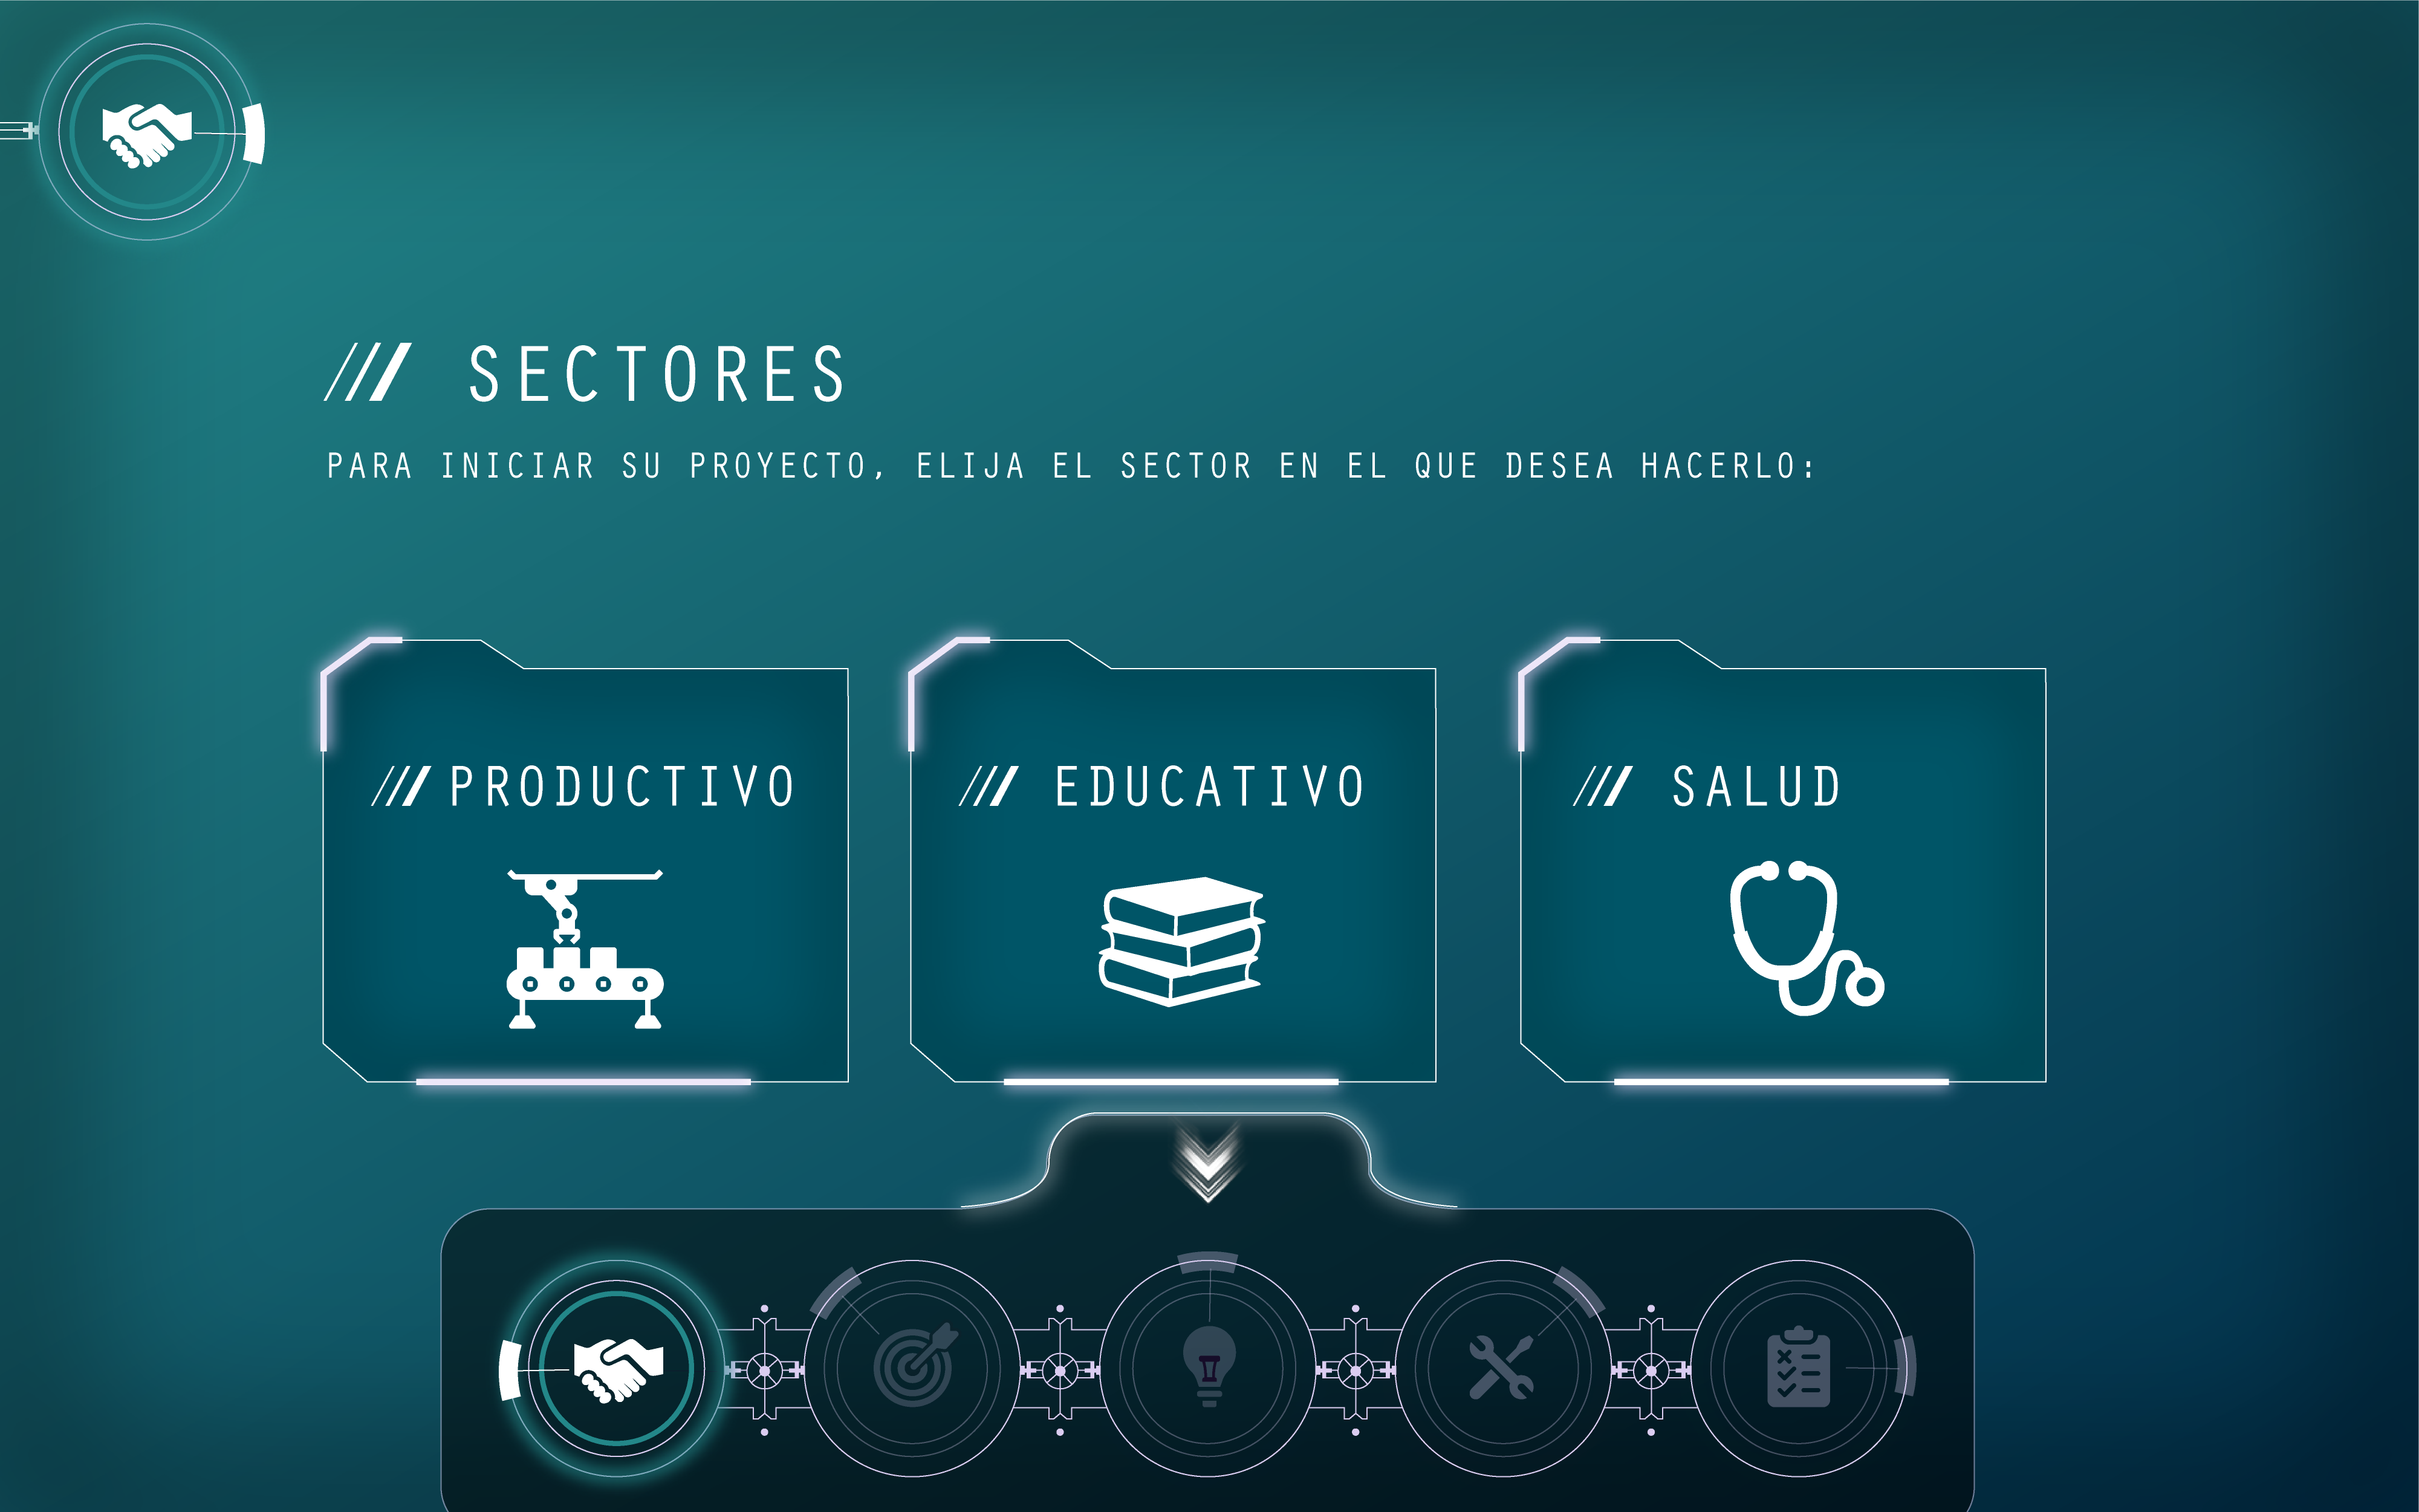 SECTORES
PARA INICIAR SU PROYECTO, ELIJA EL SECTOR EN EL QUE DESEA HACERLO:
PRODUCTIVO
EDUCATIVO
SALUD